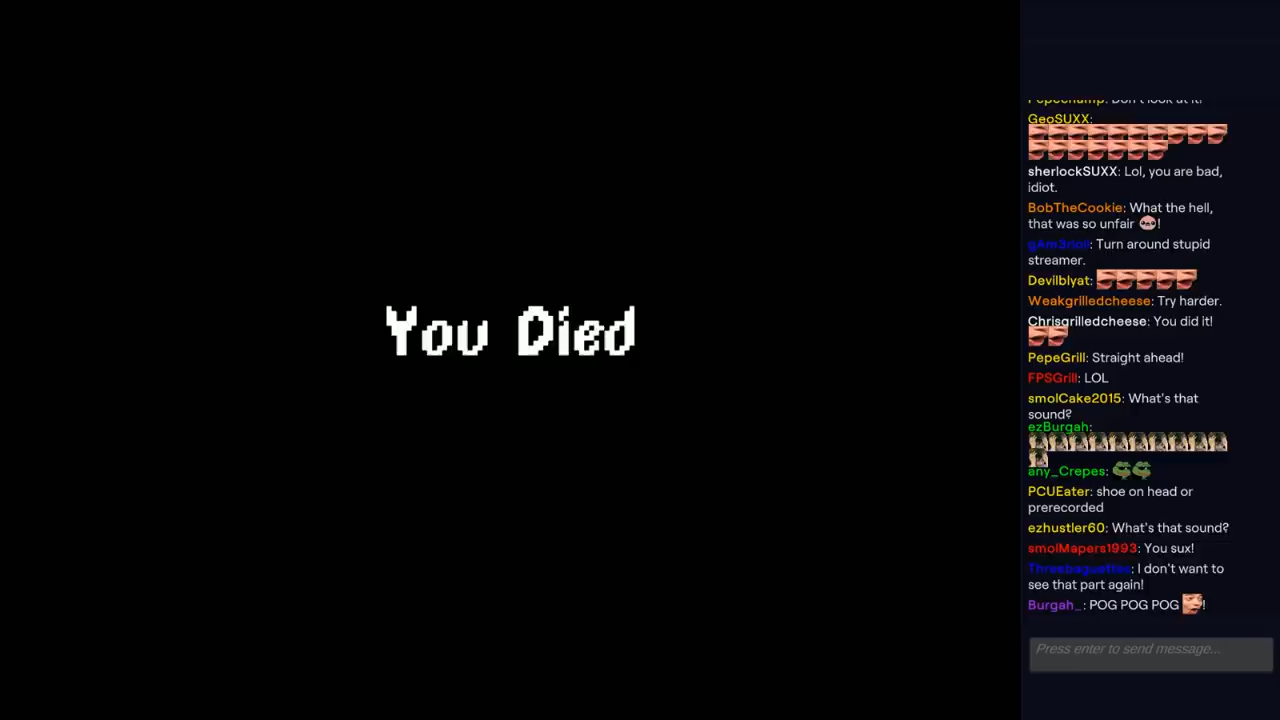 You Died
Pepechamp: Don't look at it!
GeoSUXX:
sherlockSUXX: Lol, you are bad,
idiot.
BobTheCookie: What the hell,
that was so unfair !
gAm3rioll: Turn around stupid
streamer.
Devilblyat:
Weakgrilledcheese: Try harder.
Chrisgrilledcheese: You did it!
PepeGrill: Straight ahead!
FPSGrill: LOL
smolCake2015: What's that
sound?
ezBurgah:
any_Crepes:
PCUEater: shoe on head or
prerecorded
ezhustler60: What's that sound?
smolMapers1993: You sux!
Threebaguettes: I don't want to
see that part again!
Burgah_: POG POG POG !
Press enter to send message...